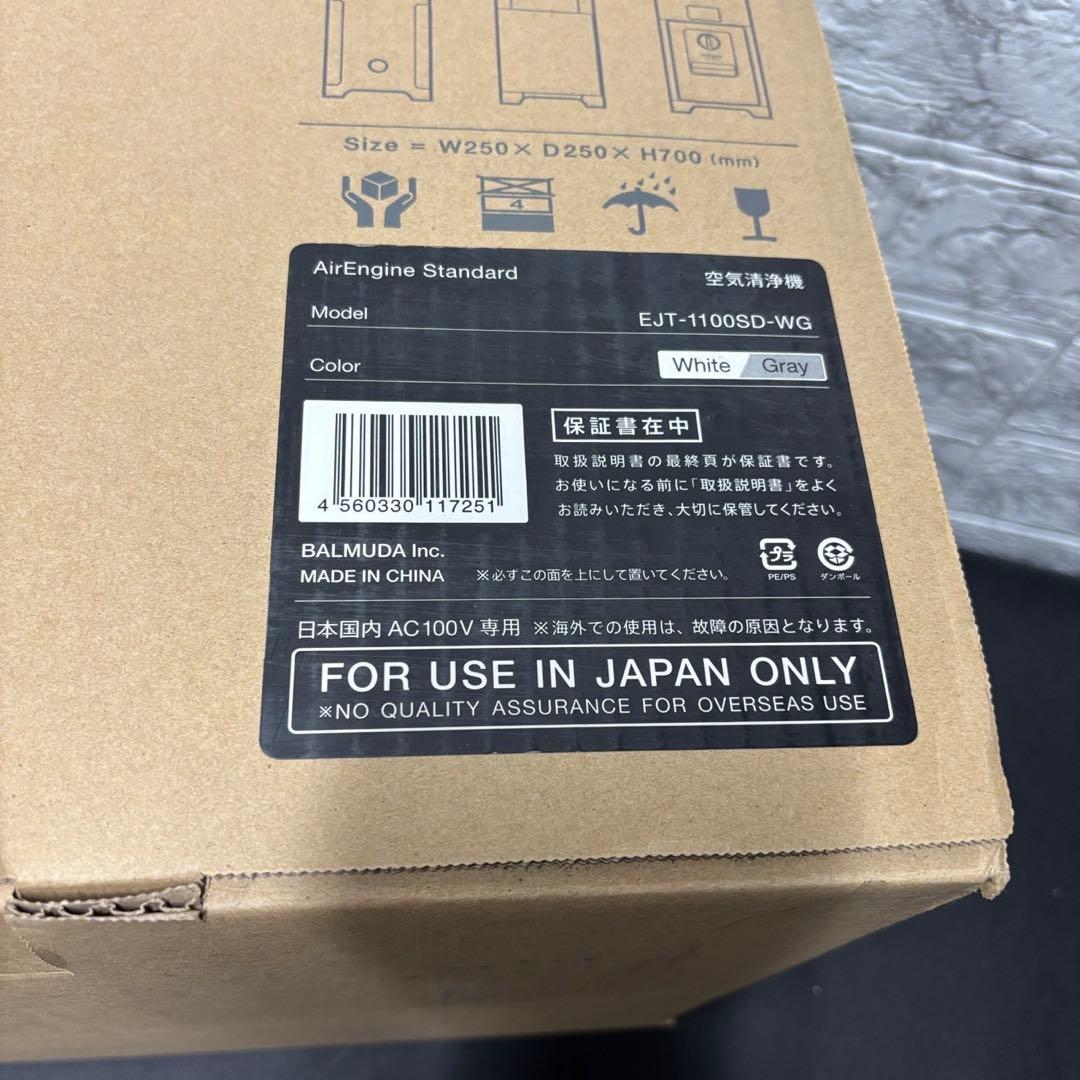 Size = W250× D250× H700 (mm)
4
AirEngine Standard
空気清浄機
Model
EJT-1100SD-WG
Color
White Gray
保証書在中
取扱説明書の最終頁が保証書です。
お使いになる前に「取扱説明書」をよく
お読みいただき、大切に保管してください。
4 560330 117251
BALMUDA Inc.
MADE IN CHINA
※必ずこの面を上にして置いてください。
プラ
PE/PS
ダンボール
日本国内 AC100V 専用 ※海外での使用は、故障の原因となります。
FOR USE IN JAPAN ONLY
※NO QUALITY ASSURANCE FOR OVERSEAS USE